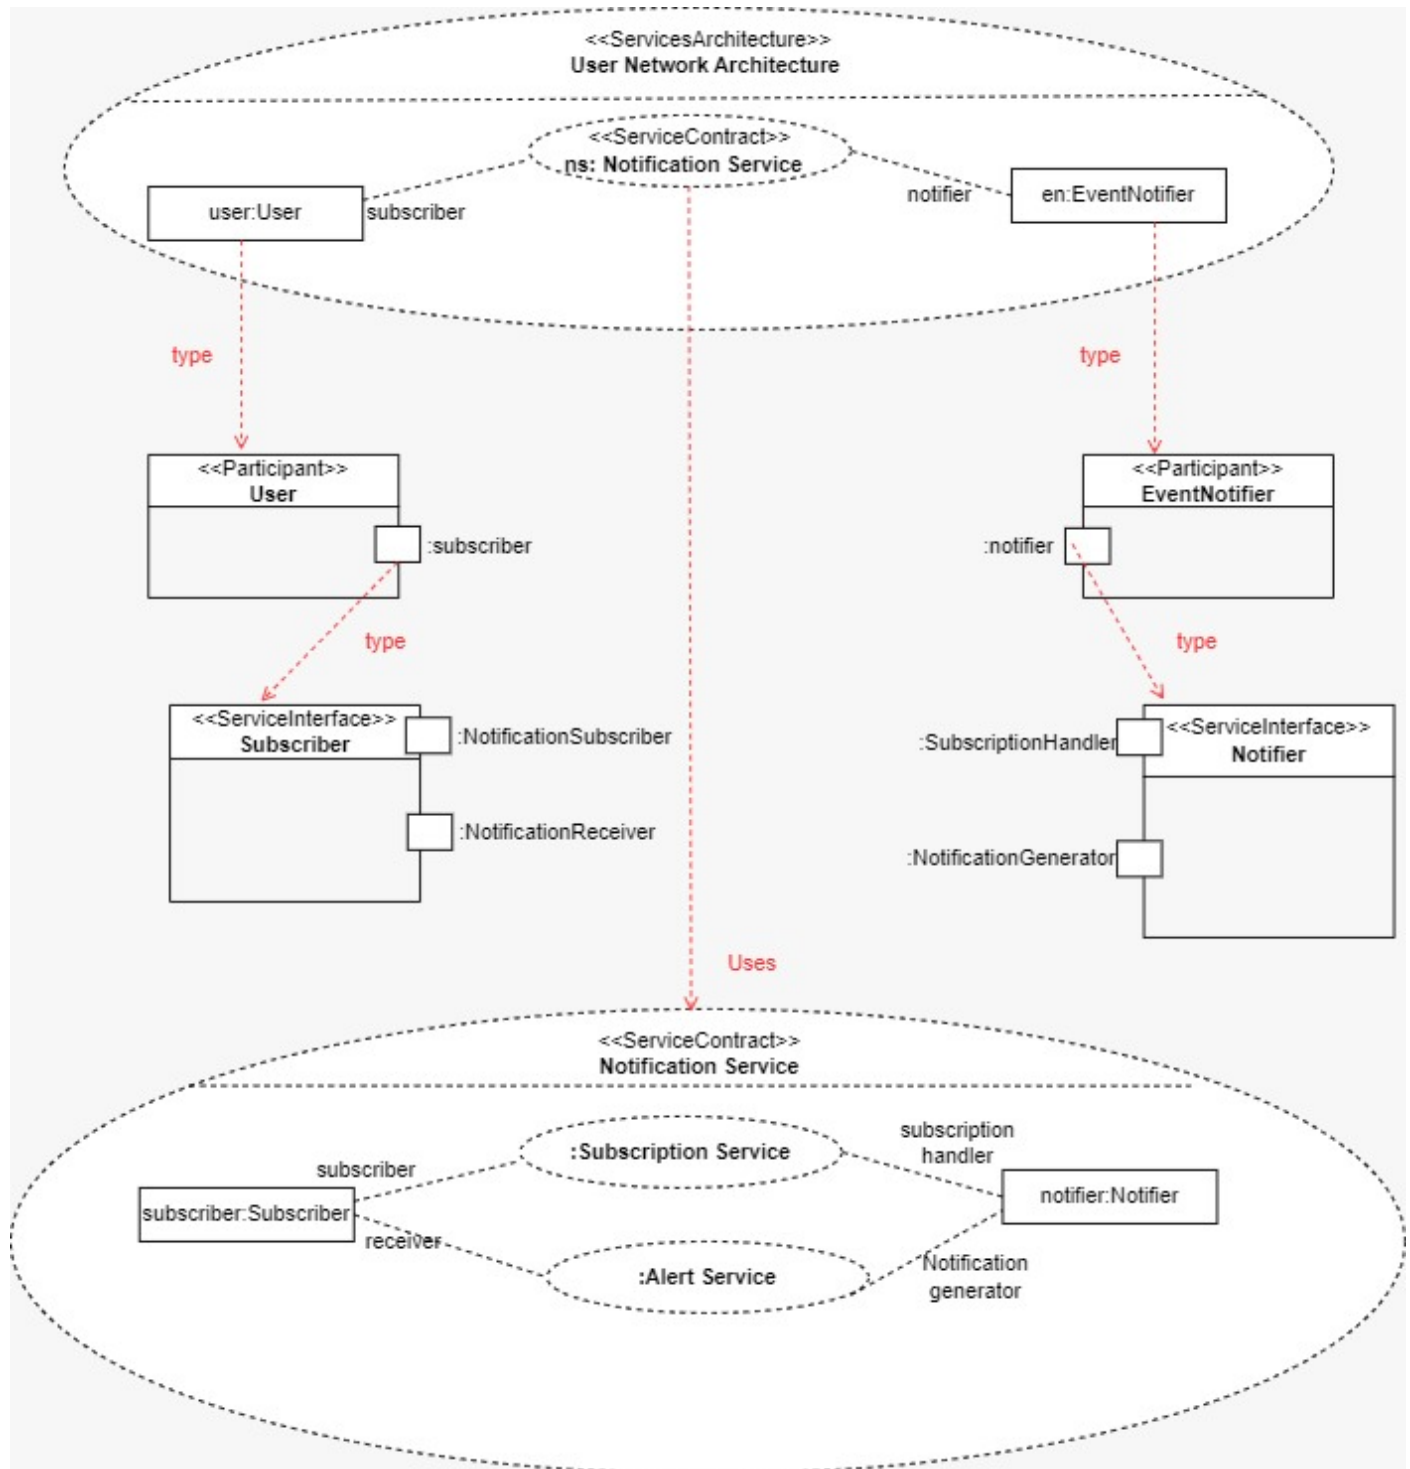 <<ServicesArchitecture>>
User Network Architecture
<<ServiceContract>>
ns: Notification Service
user:User
subscriber
notifier
en:EventNotifier
type
type
<<Participant>>
User
:subscriber
<<Participant>>
EventNotifier
:notifier
type
type
<<ServiceInterface>>
Subscriber
:NotificationSubscriber
:NotificationReceiver
<<ServiceInterface>>
Notifier
:SubscriptionHandler
:NotificationGenerator
Uses
<<ServiceContract>>
Notification Service
:Subscription Service
subscription
handler
subscriber
subscriber:Subscriber
notifier:Notifier
receiver
:Alert Service
Notification
generator